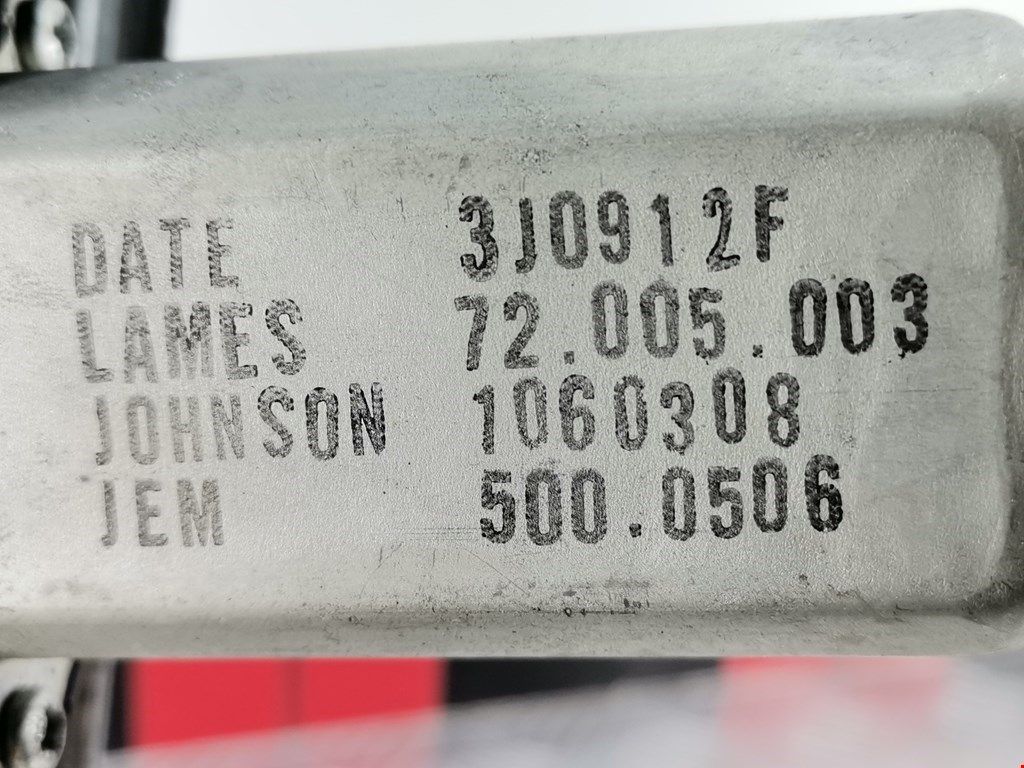 DATE 3J0912F
LAMES 72.005.003
JOHNSON 1060308
JEM 500.0506